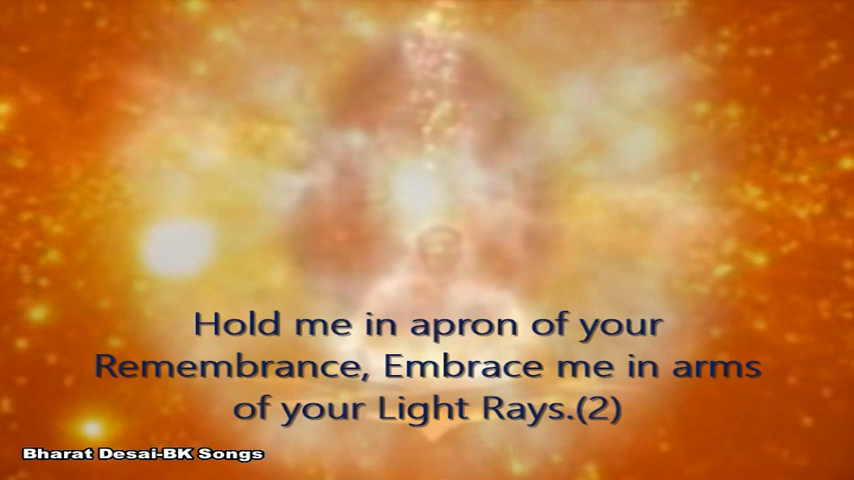 Hold me in apron of your
Remembrance, Embrace me in arms
of your Light Rays.(2)
Bharat Desai-BK Songs